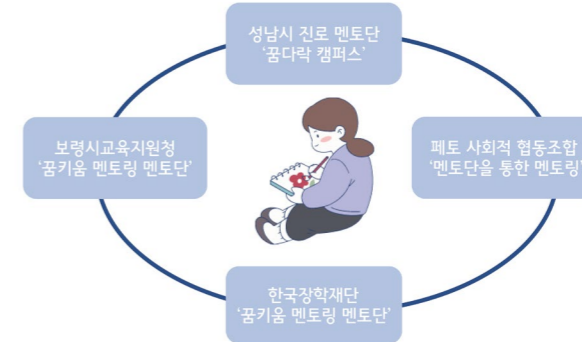 성남시 진로 멘토단
‘꿈다락 캠퍼스’
보령시교육지원청
‘꿈키움 멘토링 멘토단’
페토 사회적 협동조합
‘멘토단을 통한 멘토링’
한국장학재단
‘꿈키움 멘토링 멘토단’